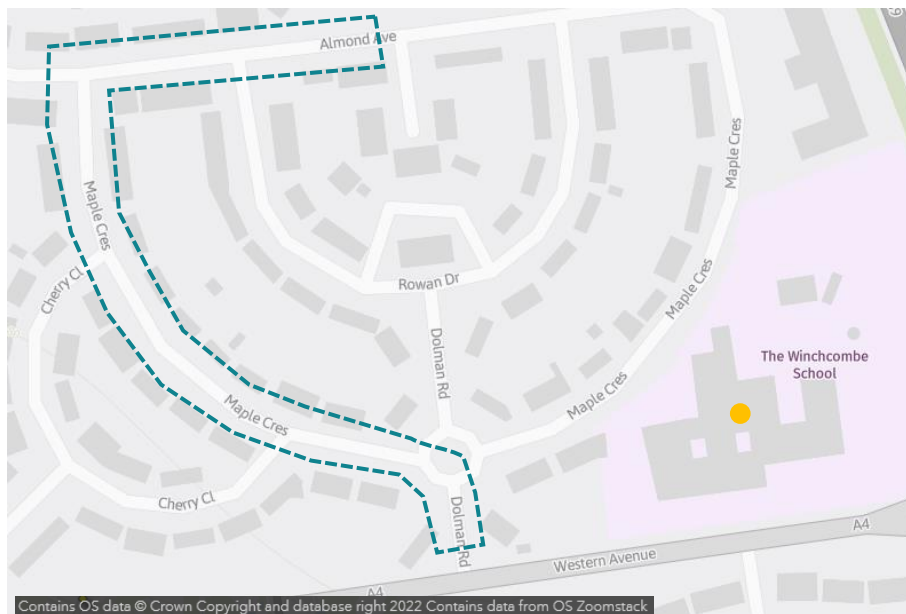 Almond Ave
Maple Cres
Maple Cres
Cherry Cl
Rowan Dr
Maple Cres
Dolman Rd
The Winchcombe
School
Maple Cres
Maple Cres
Cherry Cl
Dolman Rd
A4
Western Avenue
A4
Contains OS data © Crown Copyright and database right 2022 Contains data from OS Zoomstack